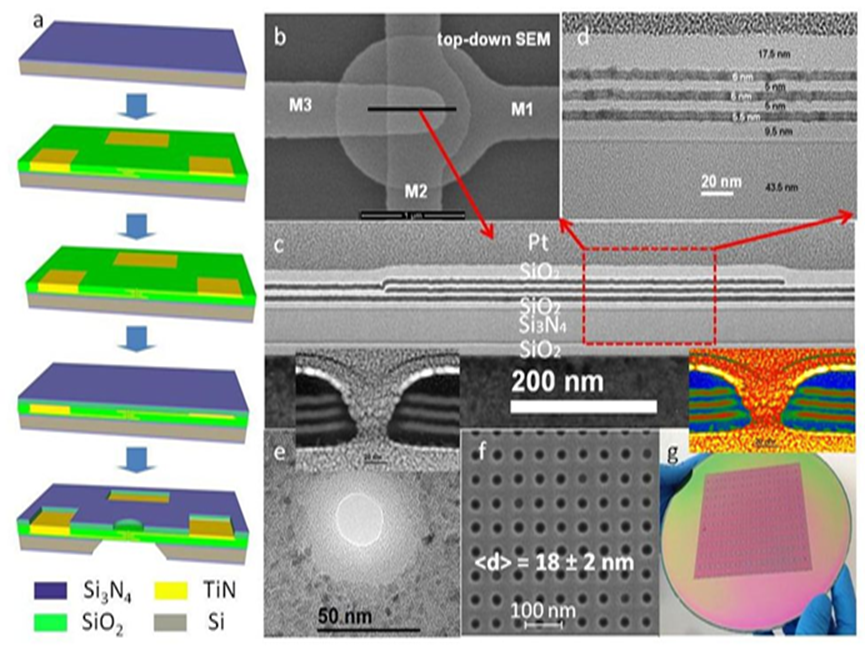 a
Si₃N₄
TiN
SiO₂
Si
b
top-down SEM
M3
M1
M2
1 µm
d
17.5 nm
6 nm
5 nm
6 nm
5 nm
5.5 nm
9.5 nm
20 nm
43.5 nm
c
Pt
SiO₂
SiO₂
Si₃N₄
SiO₂
200 nm
e
50 nm
f
<d> = 18 ± 2 nm
100 nm
g